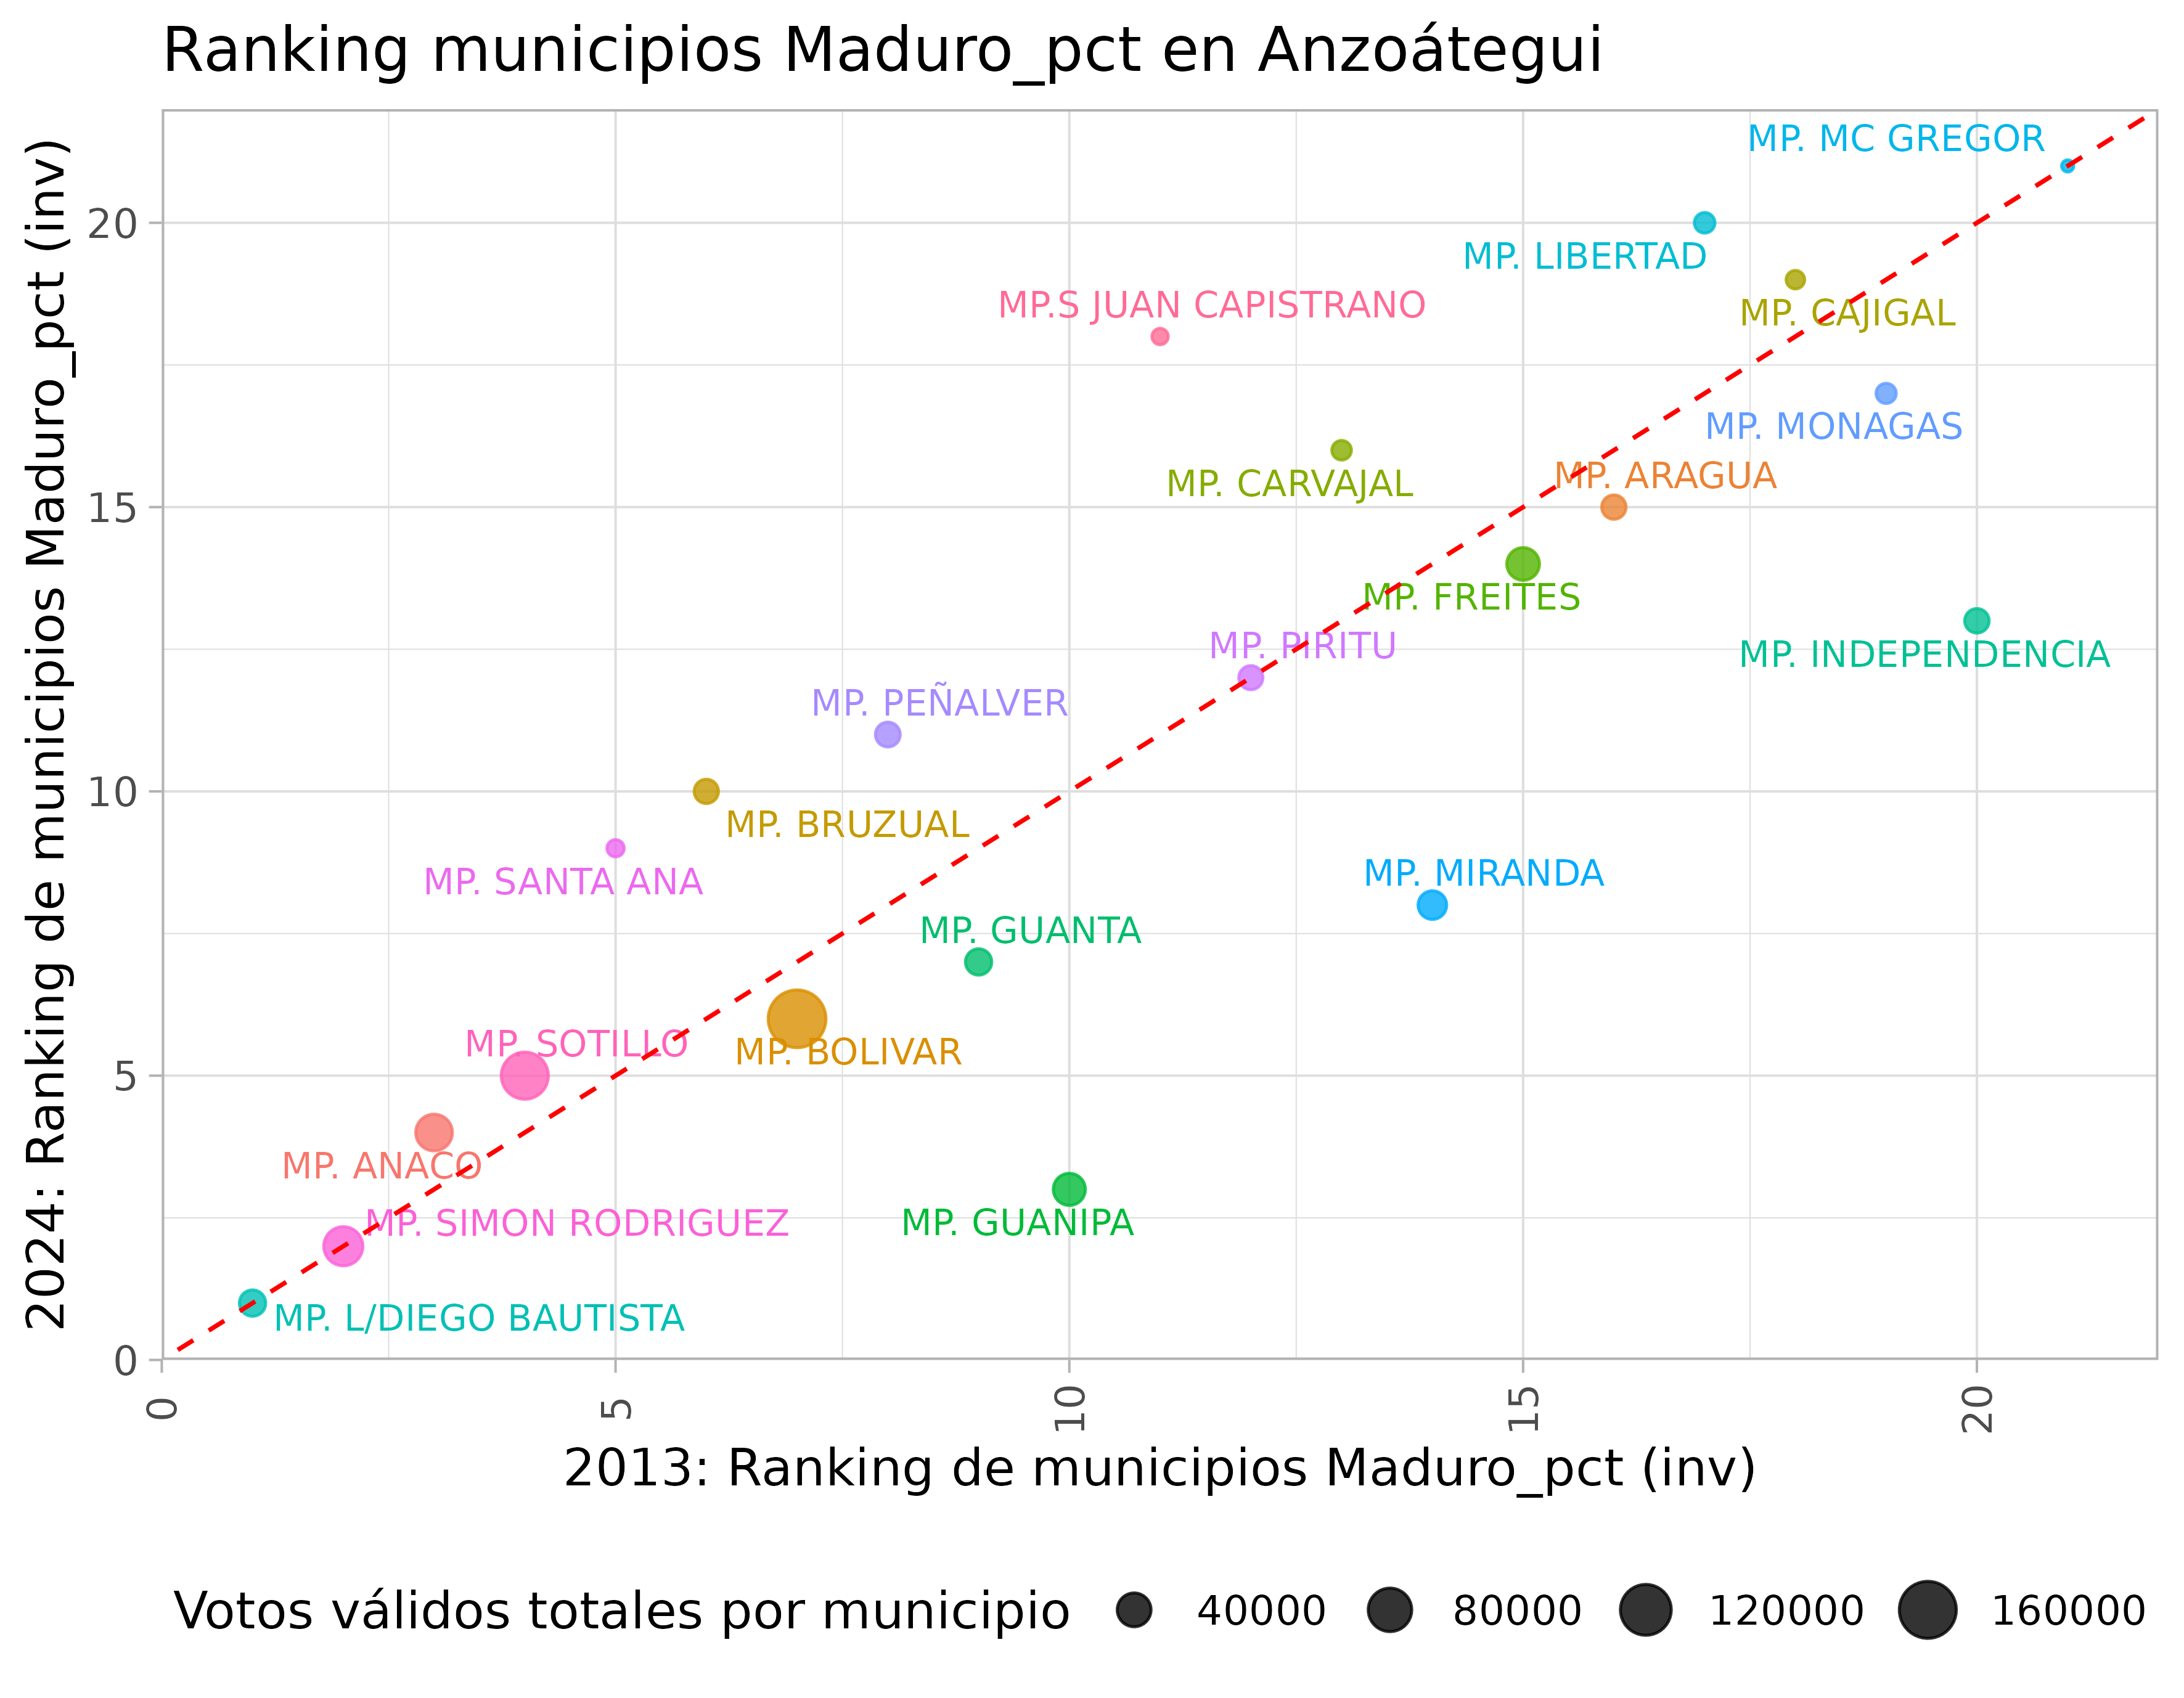 Ranking municipios Maduro_pct en Anzoátegui
2024: Ranking de municipios Maduro_pct (inv)
20
15
10
5
0
MP. MC GREGOR
MP. LIBERTAD
MP.S JUAN CAPISTRANO
MP. CAJIGAL
MP. MONAGAS
MP. ARAGUA
MP. CARVAJAL
MP. FREITES
MP. PIRITU
MP. INDEPENDENCIA
MP. PEÑALVER
MP. BRUZUAL
MP. SANTA ANA
MP. MIRANDA
MP. GUANTA
MP. SOTILLO
MP. BOLIVAR
MP. ANACO
MP. SIMON RODRIGUEZ
MP. GUANIPA
MP. L/DIEGO BAUTISTA
0
5
10
15
20
2013: Ranking de municipios Maduro_pct (inv)
Votos válidos totales por municipio 40000 80000 120000 160000